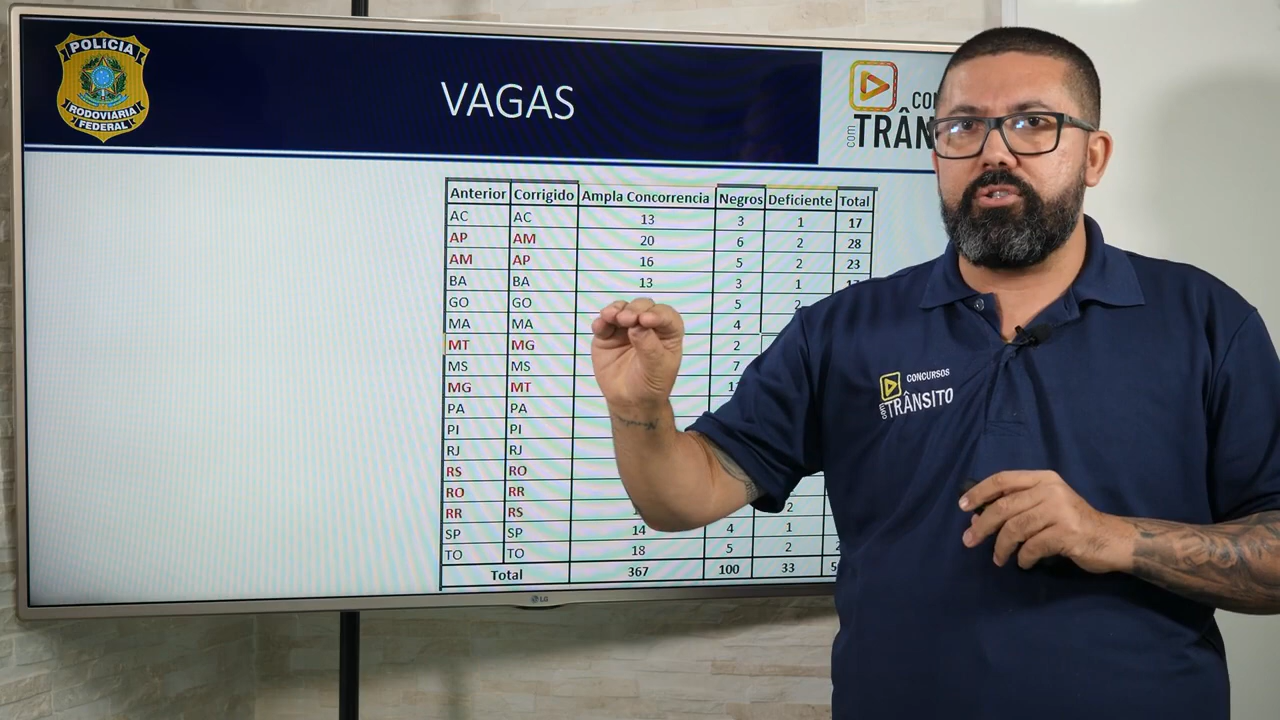 POLÍCIA
RODOVIÁRIA
FEDERAL
VAGAS
com
TRÂN
Anterior Corrigido Ampla Concorrencia Negros Deficiente Total
AC AC 13 3 1 17
AP AM 20 6 2 28
AM AP 16 5 2 23
BA BA 13 3 1
GO GO 5 2
MA MA 4
MT MG 2
MS MS 7
MG MT
PA PA
PI PI
RJ RJ
RS RO
RO RR
RR RS 2
SP SP 14 4 1
TO TO 18 5 2
Total 367 100 33
LG
CONCURSOS
com
TRÂNSITO